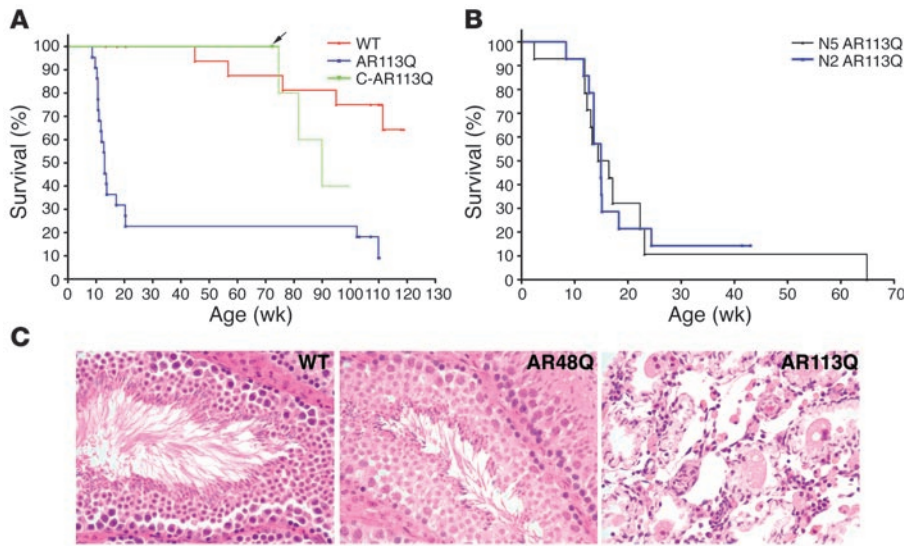 A
Survival (%)
100
90
80
70
60
50
40
30
20
10
0
0 10 20 30 40 50 60 70 80 90 100 110 120 130
Age (wk)
WT
AR113Q
C-AR113Q
B
Survival (%)
100
90
80
70
60
50
40
30
20
10
0
0 10 20 30 40 50 60 70
Age (wk)
N5 AR113Q
N2 AR113Q
C
WT
AR48Q
AR113Q